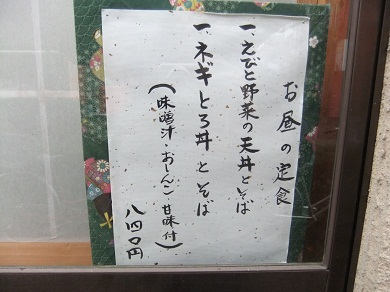 お昼の定食
一、えびと野菜の天丼とそば
一、ネギとろ丼とそば
(味噌汁・おしんこ 甘味付)
八四〇円